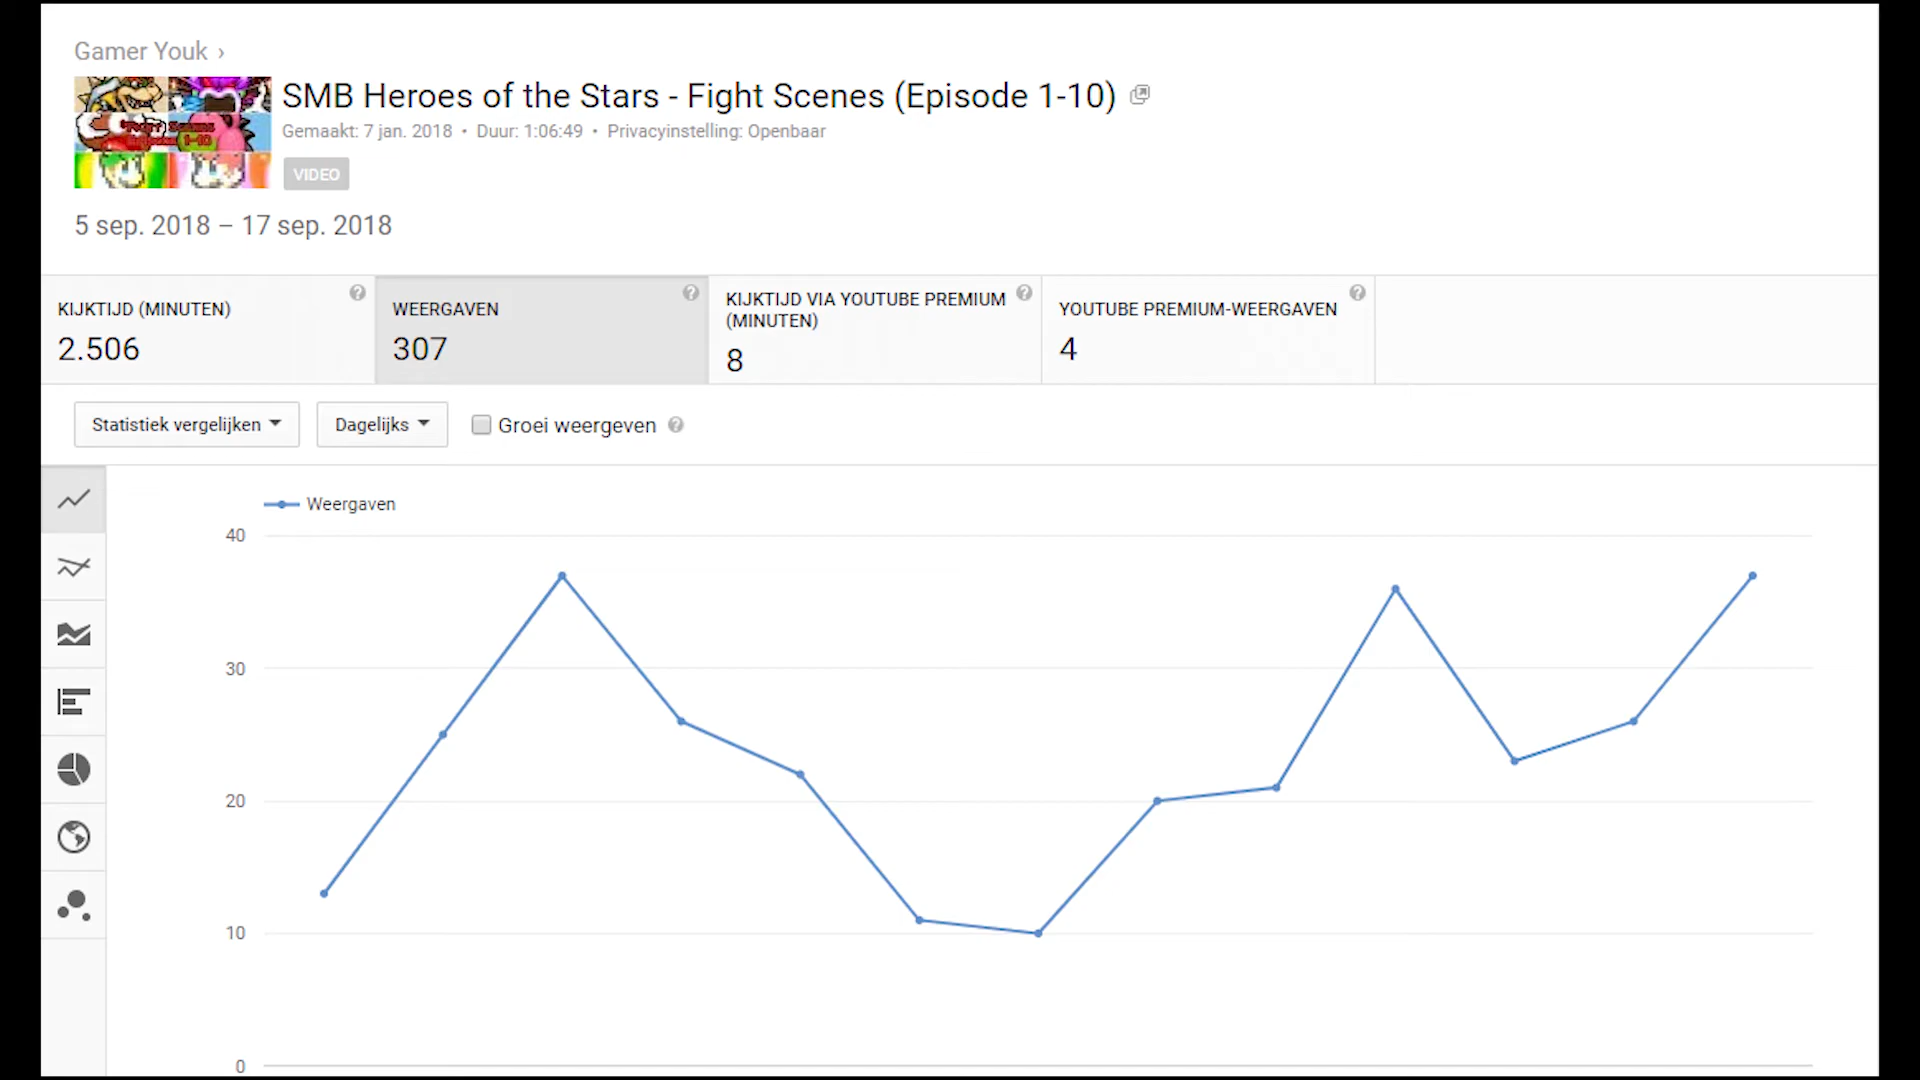 Gamer Youk ›
SMB Heroes of the Stars - Fight Scenes (Episode 1-10)
Gemaakt: 7 jan. 2018 • Duur: 1:06:49 • Privacyinstelling: Openbaar
VIDEO
5 sep. 2018 – 17 sep. 2018
KIJKTIJD (MINUTEN)
2.506
WEERGAVEN
307
KIJKTIJD VIA YOUTUBE PREMIUM
(MINUTEN)
8
YOUTUBE PREMIUM-WEERGAVEN
4
Statistiek vergelijken
Dagelijks
Groei weergeven
Weergaven
40
30
20
10
0